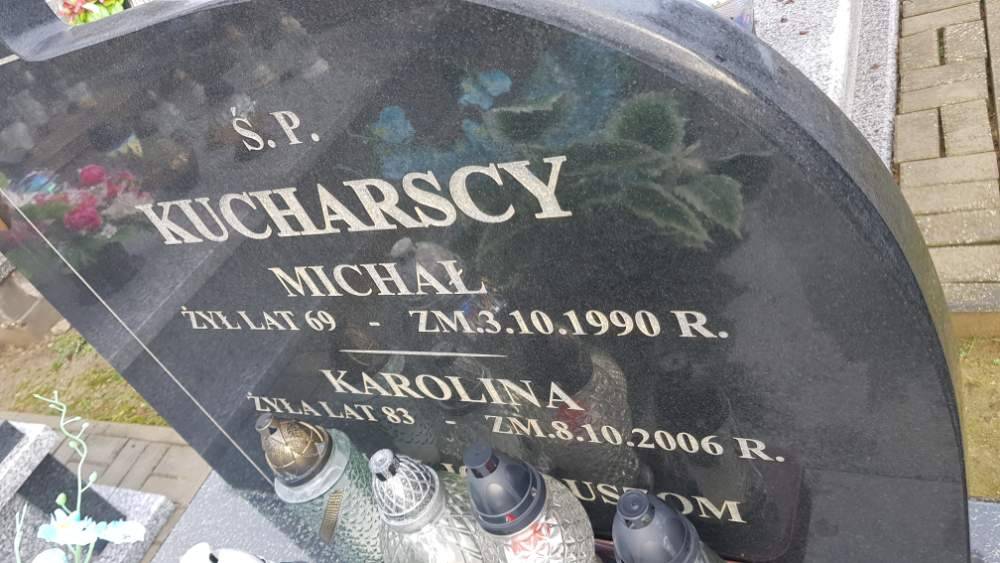 Ś.P.
KUCHARSCY
MICHAŁ
ŻYŁ LAT 69 - ZM.3.10.1990 R.
KAROLINA
ŻYŁA LAT 83 - ZM.8.10.2006 R.